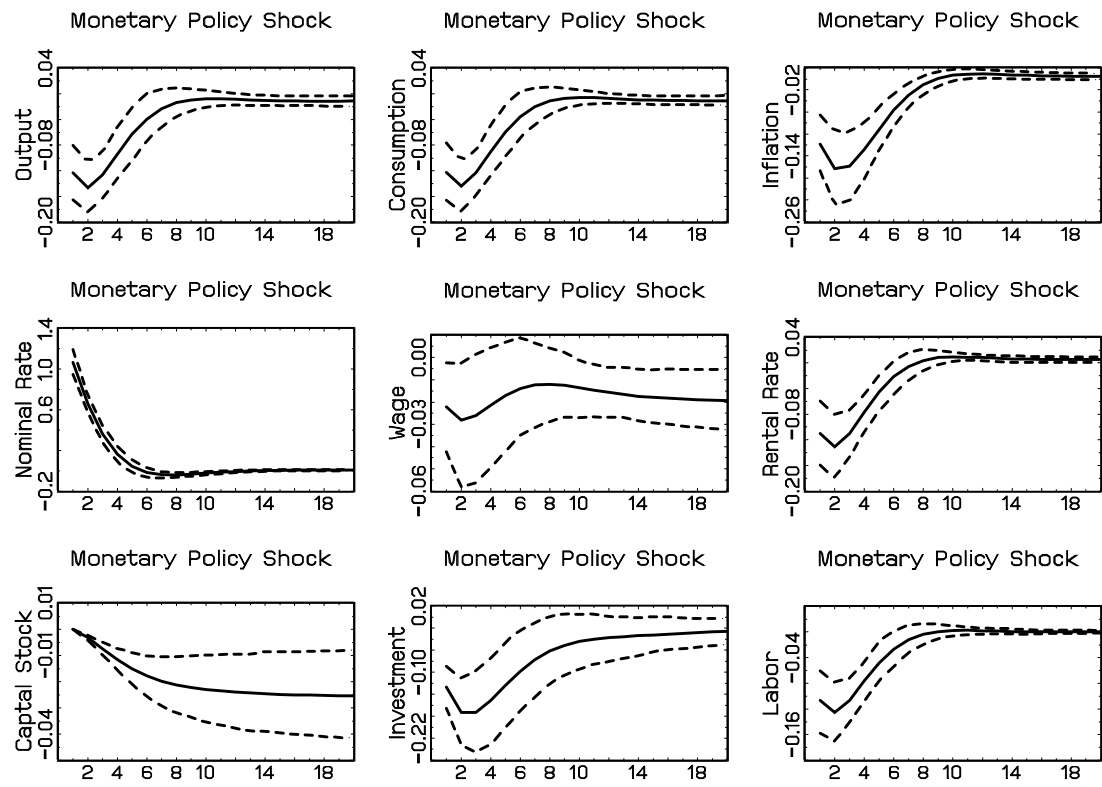 Monetary Policy Shock
Output
0.04
−0.08
−0.20
2 4 6 8 10 14 18
Monetary Policy Shock
Consumption
0.04
−0.08
−0.20
2 4 6 8 10 14 18
Monetary Policy Shock
Inflation
−0.02
−0.14
−0.26
2 4 6 8 10 14 18
Monetary Policy Shock
Nominal Rate
1.4
1.0
0.6
−0.2
2 4 6 8 10 14 18
Monetary Policy Shock
Wage
0.00
−0.03
−0.06
2 4 6 8 10 14 18
Monetary Policy Shock
Rental Rate
0.04
−0.08
−0.20
2 4 6 8 10 14 18
Monetary Policy Shock
Captal Stock
0.01
−0.01
−0.04
2 4 6 8 10 14 18
Monetary Policy Shock
Investment
0.02
−0.10
−0.22
2 4 6 8 10 14 18
Monetary Policy Shock
Labor
−0.04
−0.16
2 4 6 8 10 14 18